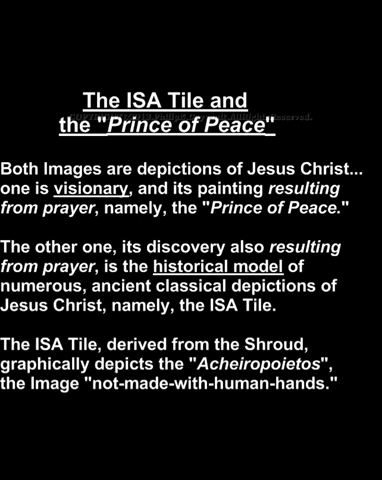 The ISA Tile and
the "Prince of Peace"
Both Images are depictions of Jesus Christ...
one is visionary, and its painting resulting
from prayer, namely, the "Prince of Peace."
The other one, its discovery also resulting
from prayer, is the historical model of
numerous, ancient classical depictions of
Jesus Christ, namely, the ISA Tile.
The ISA Tile, derived from the Shroud,
graphically depicts the "Acheiropoietos",
the Image "not-made-with-human-hands."